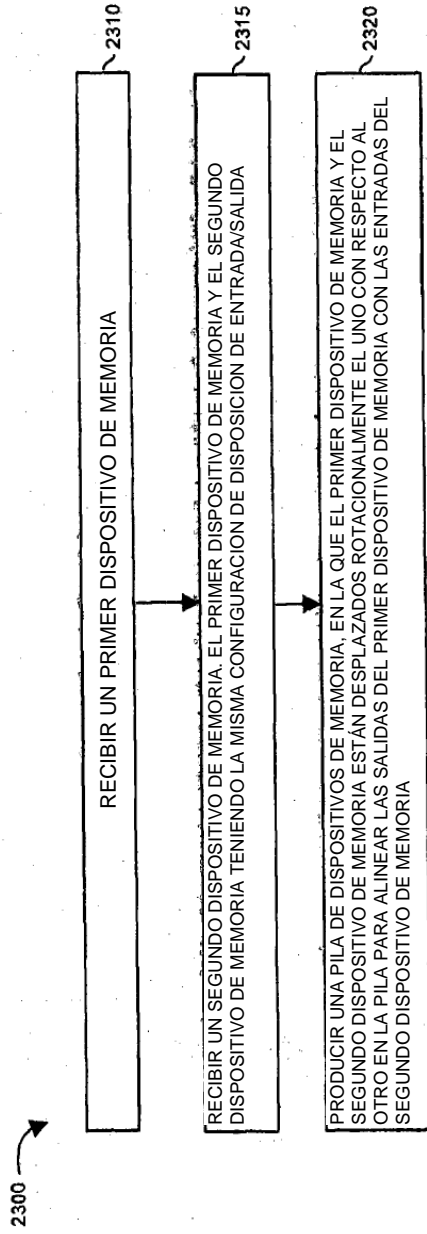 2300
RECIBIR UN PRIMER DISPOSITIVO DE MEMORIA
2310
RECIBIR UN SEGUNDO DISPOSITIVO DE MEMORIA. EL PRIMER DISPOSITIVO DE MEMORIA Y EL SEGUNDO
DISPOSITIVO DE MEMORIA TENIENDO LA MISMA CONFIGURACION DE DISPOSICION DE ENTRADA/SALIDA
2315
PRODUCIR UNA PILA DE DISPOSITIVOS DE MEMORIA, EN LA QUE EL PRIMER DISPOSITIVO DE MEMORIA Y EL
SEGUNDO DISPOSITIVO DE MEMORIA ESTÁN DESPLAZADOS ROTACIONALMENTE EL UNO CON RESPECTO AL
OTRO EN LA PILA PARA ALINEAR LAS SALIDAS DEL PRIMER DISPOSITIVO DE MEMORIA CON LAS ENTRADAS DEL
SEGUNDO DISPOSITIVO DE MEMORIA
2320